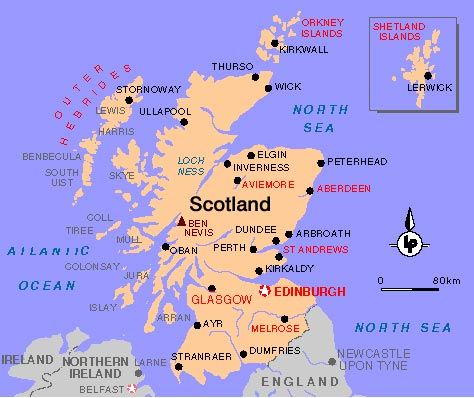 ORKNEY
ISLANDS
KIRKWALL
SHETLAND
ISLANDS
LERWICK
THURSO
WICK
OUTER
HEBRIDES
STORNOWAY
LEWIS
HARRIS
ULLAPOOL
NORTH
SEA
BENBECULA
SOUTH
UIST
SKYE
LOCH
NESS
ELGIN
INVERNESS
AVIEMORE
PETERHEAD
ABERDEEN
Scotland
COLL
TIREE
MULL
BEN
NEVIS
DUNDEE
ARBROATH
OBAN
PERTH
ST ANDREWS
ATLANTIC
OCEAN
COLONSAY
JURA
KIRKALDY
LP
ISLAY
GLASGOW
EDINBURGH
0
80km
ARRAN
AYR
MELROSE
NORTH SEA
IRELAND
NORTHERN
IRELAND
LARNE
BELFAST
STRANRAER
DUMFRIES
NEWCASTLE
UPON TYNE
ENGLAND